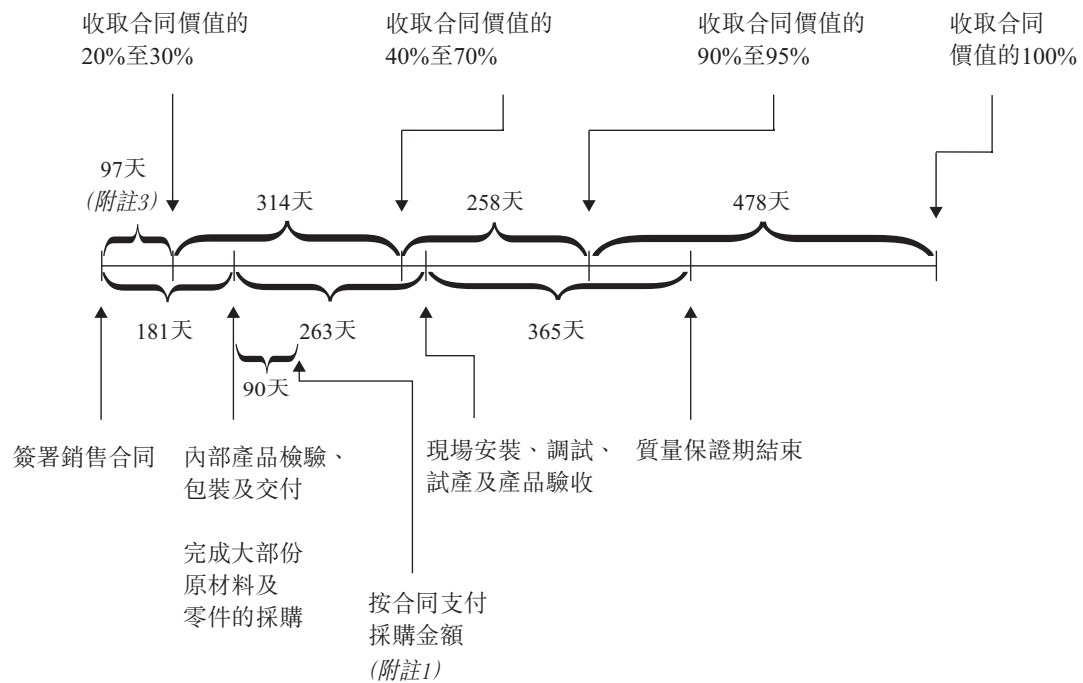 收取合同價值的
20%至30%
收取合同價值的
40%至70%
收取合同價值的
90%至95%
收取合同
價值的100%
97天
(附註3)
314天
258天
478天
181天
263天
365天
90天
簽署銷售合同
內部產品檢驗、
包裝及交付
完成大部份
原材料及
零件的採購
按合同支付
採購金額
(附註1)
現場安裝、調試、
試產及產品驗收
質量保證期結束